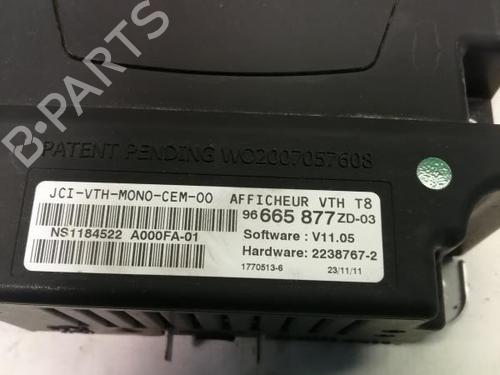 B-PARTS
PATENT PENDING WO2007057608
JCI-VTH-MONO-CEM-00 AFFICHEUR VTH T8
96 665 877 ZD-03
NS1184522 A000FA-01
Software : V11.05
Hardware: 2238767-2
1770513-6 23/11/11